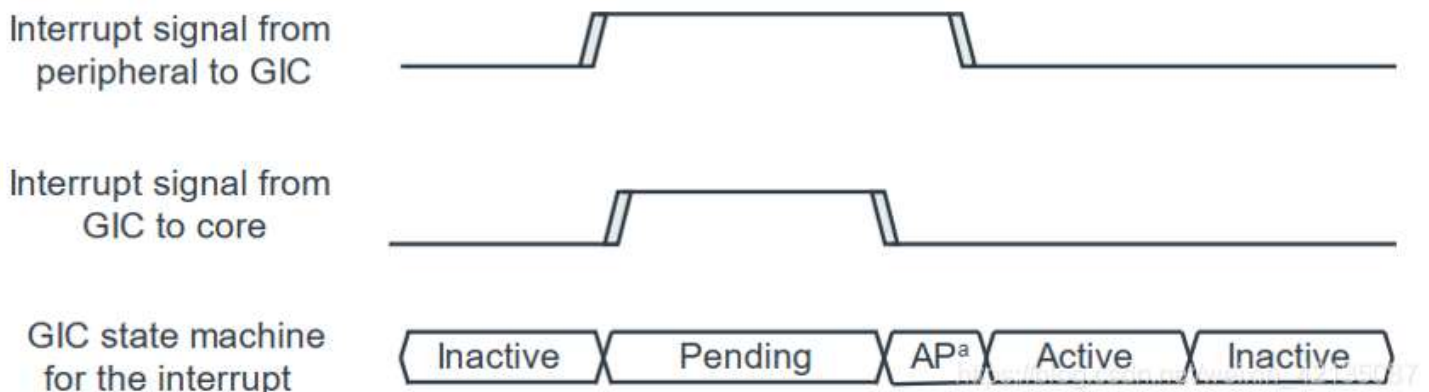 Interrupt signal from
peripheral to GIC
Interrupt signal from
GIC to core
GIC state machine
for the interrupt
Inactive
Pending
APᵃ
Active
Inactive